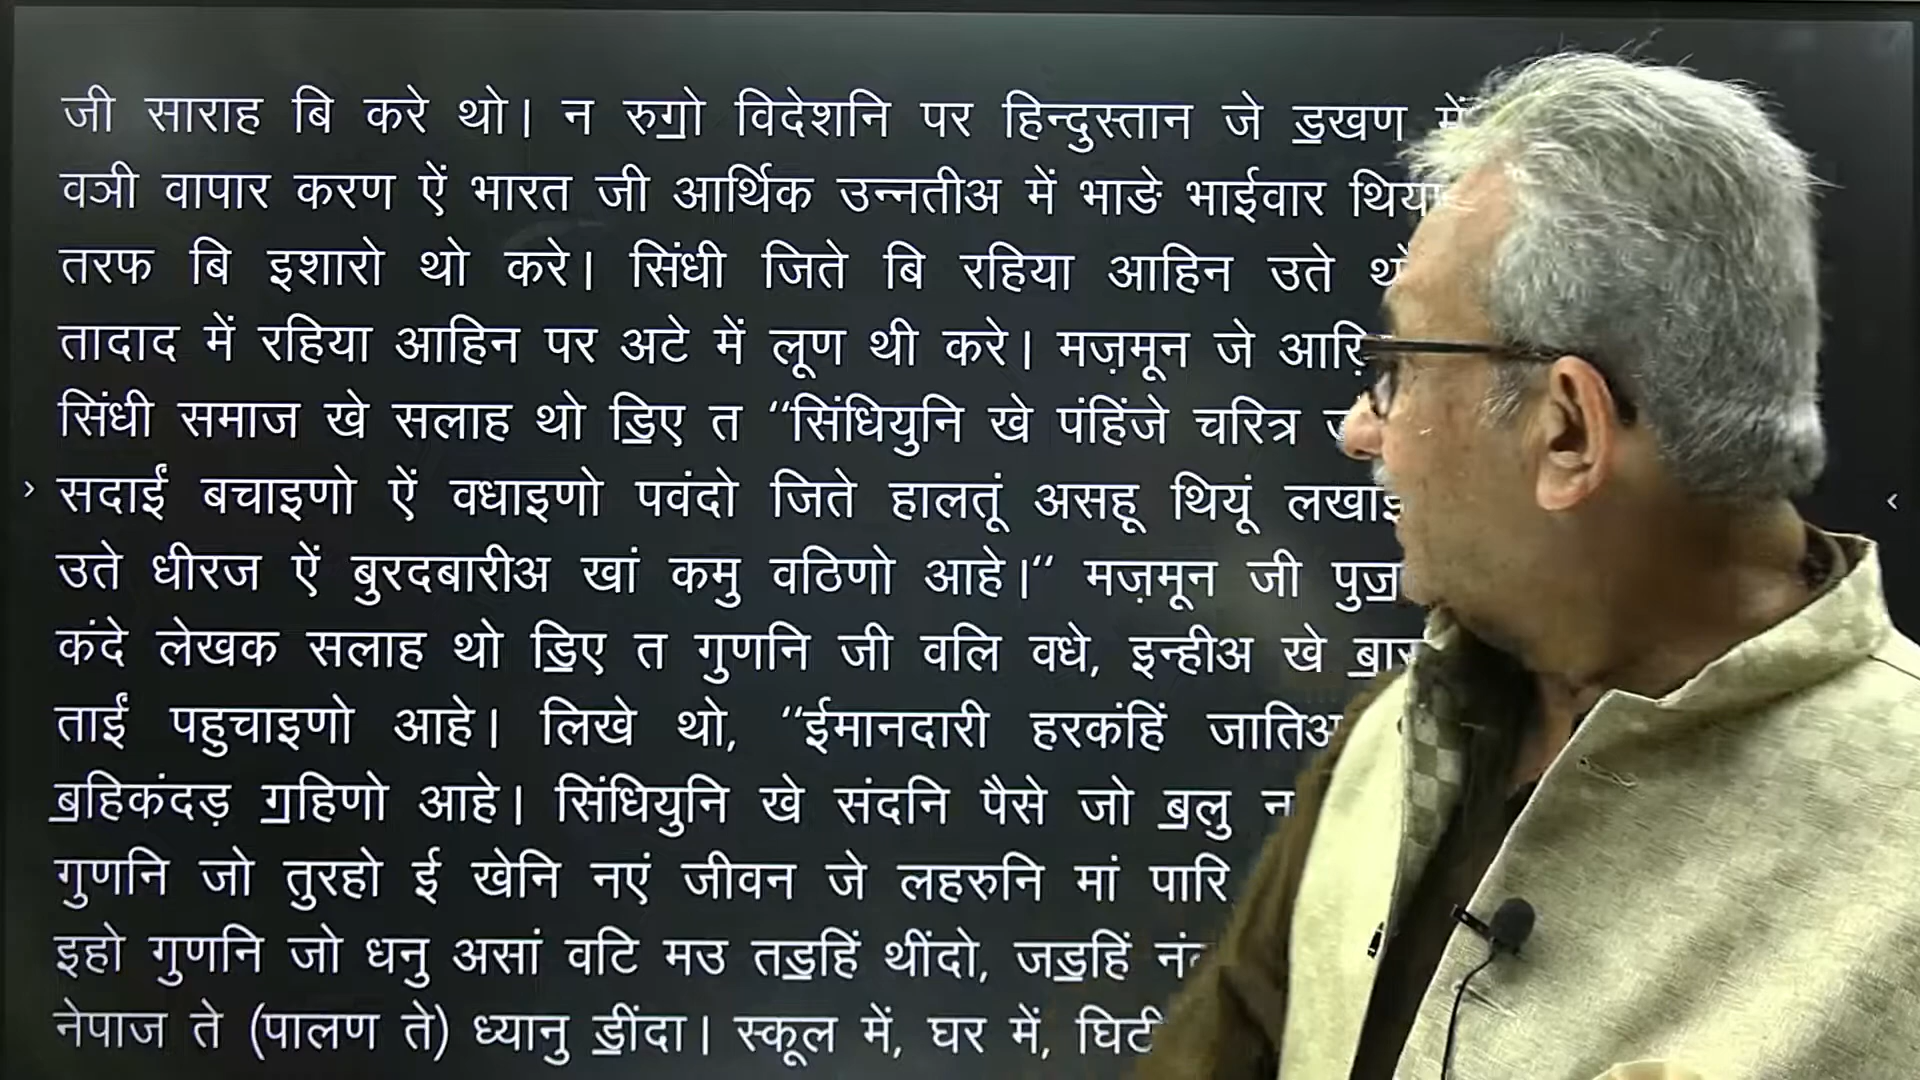 जी साराह बि करे थो। न रुॻो विदेशनि पर हिन्दुस्तान जे ॾखण में
वञी वापार करण ऐं भारत जी आर्थिक उन्नतीअ में भाङे भाईवार
तरफ बि इशारो थो करे। सिंधी जिते बि रहिया आहिन उते
तादाद में रहिया आहिन पर अटे में लूण थी करे। मज़मून जे
सिंधी समाज खे सलाह थो ॾिए त “सिंधियुनि खे पंहिंजे चरित्र
सदाईं बचाइणो ऐं वधाइणो पवंदो जिते हालतूं असहू थियूं
उते धीरज ऐं बुरदबारीअ खां कमु वठिणो आहे।“ मज़मून जी
कंदे लेखक सलाह थो ॾिए त गुणनि जी वलि वधे, इन्हीअ खे
ताईं पहुचाइणो आहे। लिखे थो, “ईमानदारी हरकंहिं
ॿहिकंदड़ ॻहिणो आहे। सिंधियुनि खे संदनि पैसे जो ॿलु
गुणनि जो तुरहो ई खेनि नएं जीवन जे लहरुनि मां पारि
इहो गुणनि जो धनु असां वटि मउ तॾहिं थींदो, जॾहिं
नेपाज ते (पालण ते) ध्यानु ॾींदा। स्कूल में, घर में,